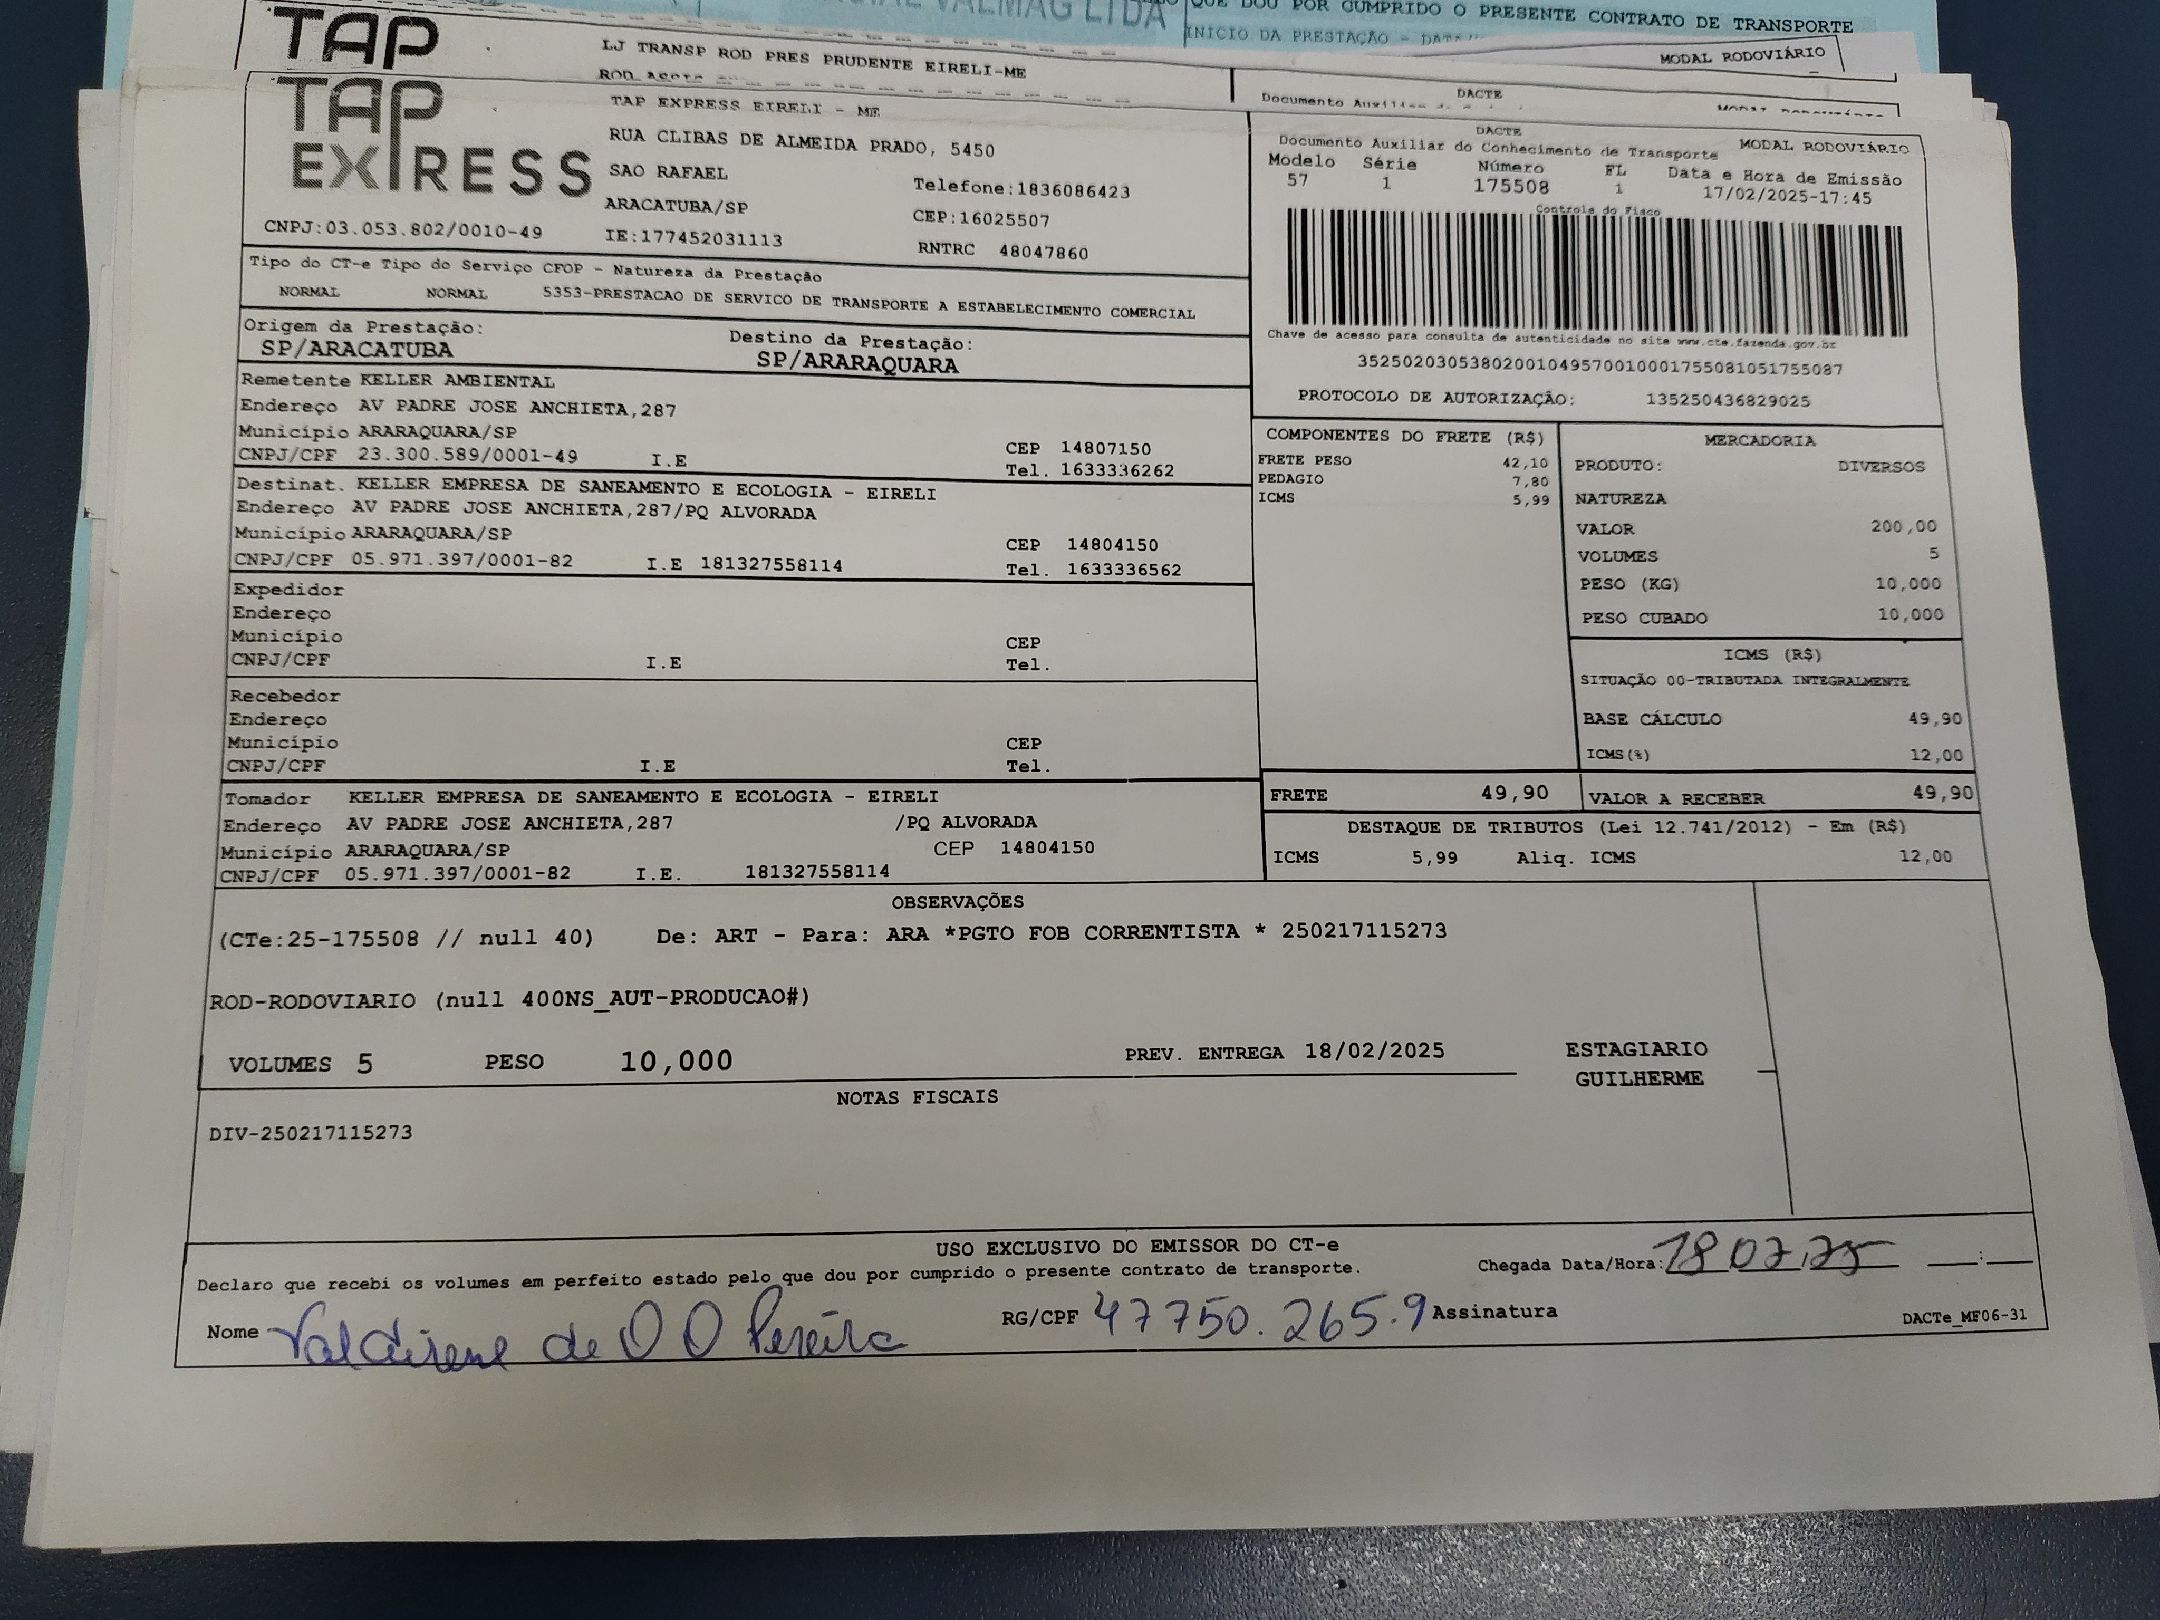 VALMAG LTDA
QUE DOU POR CUMPRIDO O PRESENTE CONTRATO DE TRANSPORTE
INICIO DA PRESTAÇÃO - DATA
TAP
LJ TRANSP ROD PRES PRUDENTE EIRELI-ME
MODAL RODOVIÁRIO
DACTE
Documento
TAP
EXPRESS
TAP EXPRESS EIRELI - ME
RUA CLIBAS DE ALMEIDA PRADO, 5450
SAO RAFAEL
Telefone:1836086423
ARACATUBA/SP
CEP:16025507
CNPJ:03.053.802/0010-49
IE:177452031113
RNTRC 48047860
DACTE
Documento Auxiliar do Conhecimento de Transporte MODAL RODOVIÁRIO
Modelo Série Número FL Data e Hora de Emissão
57 1 175508 1 17/02/2025-17:45
Controle do Fisco
Chave de acesso para consulta de autenticidade no site www.cte.fazenda.gov.br
35250203053802001049570010001755081051755087
PROTOCOLO DE AUTORIZAÇÃO: 135250436829025
Tipo do CT-e Tipo do Serviço CFOP - Natureza da Prestação
NORMAL NORMAL 5353-PRESTACAO DE SERVICO DE TRANSPORTE A ESTABELECIMENTO COMERCIAL
Origem da Prestação: Destino da Prestação:
SP/ARACATUBA SP/ARARAQUARA
Remetente KELLER AMBIENTAL
Endereço AV PADRE JOSE ANCHIETA,287
Município ARARAQUARA/SP CEP 14807150
CNPJ/CPF 23.300.589/0001-49 I.E Tel. 1633336262
Destinat. KELLER EMPRESA DE SANEAMENTO E ECOLOGIA - EIRELI
Endereço AV PADRE JOSE ANCHIETA,287/PQ ALVORADA
Município ARARAQUARA/SP CEP 14804150
CNPJ/CPF 05.971.397/0001-82 I.E 181327558114 Tel. 1633336562
Expedidor
Endereço
Município CEP
CNPJ/CPF I.E Tel.
Recebedor
Endereço
Município CEP
CNPJ/CPF I.E Tel.
Tomador KELLER EMPRESA DE SANEAMENTO E ECOLOGIA - EIRELI
Endereço AV PADRE JOSE ANCHIETA,287 /PQ ALVORADA
Município ARARAQUARA/SP CEP 14804150
CNPJ/CPF 05.971.397/0001-82 I.E. 181327558114
COMPONENTES DO FRETE (R$)
FRETE PESO 42,10
PEDAGIO 7,80
ICMS 5,99
MERCADORIA
PRODUTO: DIVERSOS
NATUREZA
VALOR 200,00
VOLUMES 5
PESO (KG) 10,000
PESO CUBADO 10,000
ICMS (R$)
SITUAÇÃO 00-TRIBUTADA INTEGRALMENTE
BASE CÁLCULO 49,90
ICMS(%) 12,00
FRETE 49,90 VALOR A RECEBER 49,90
DESTAQUE DE TRIBUTOS (Lei 12.741/2012) - Em (R$)
ICMS 5,99 Aliq. ICMS 12,00
OBSERVAÇÕES
(CTe:25-175508 // null 40) De: ART - Para: ARA *PGTO FOB CORRENTISTA * 250217115273
ROD-RODOVIARIO (null 400NS_AUT-PRODUCAO#)
VOLUMES 5 PESO 10,000 PREV. ENTREGA 18/02/2025 ESTAGIARIO
GUILHERME
NOTAS FISCAIS
DIV-250217115273
USO EXCLUSIVO DO EMISSOR DO CT-e
Declaro que recebi os volumes em perfeito estado pelo que dou por cumprido o presente contrato de transporte. Chegada Data/Hora: 18 02.25 __:__
Nome Valdirene de O O Pereira RG/CPF 47750.265.9 Assinatura
DACTe_MF06-31